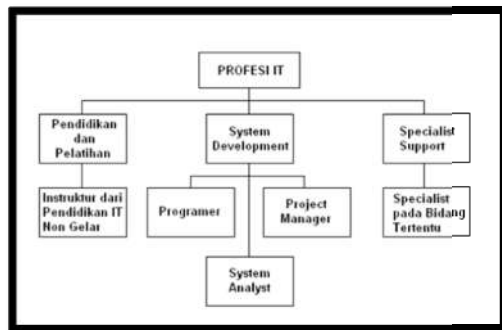 PROFESI IT
Pendidikan
dan
Pelatihan
System
Development
Specialist
Support
Instruktur dari
Pendidikan IT
Non Gelar
Programer
Project
Manager
Specialist
pada Bidang
Tertentu
System
Analyst